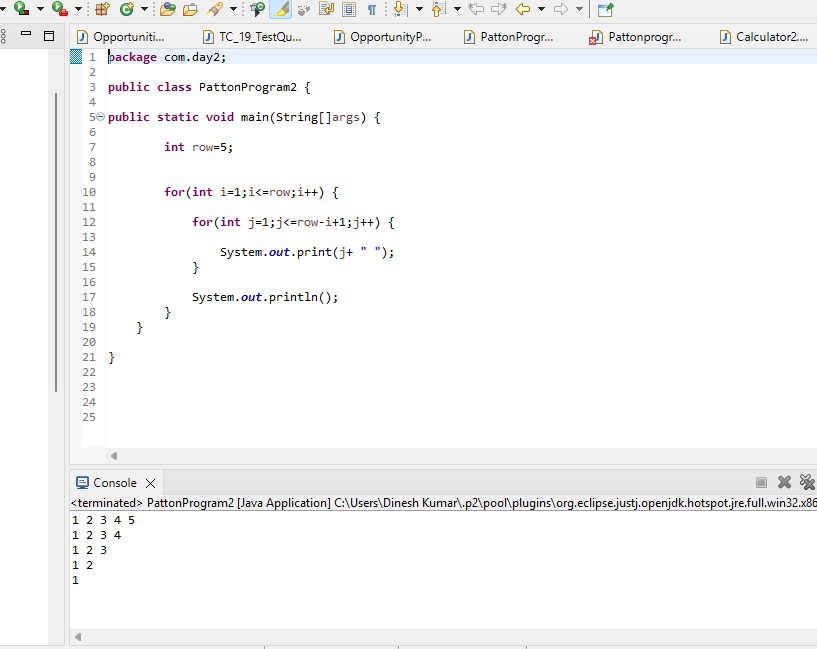 Opportuniti... TC_19_TestQu... OpportunityP... PattonProgr... Pattonprogr... Calculator2....
1 package com.day2;
2
3 public class PattonProgram2 {
4
5 public static void main(String[]args) {
6
7 int row=5;
8
9
10 for(int i=1;i<=row;i++) {
11
12 for(int j=1;j<=row-i+1;j++) {
13
14 System.out.print(j+ " ");
15 }
16
17 System.out.println();
18 }
19 }
20
21 }
22
23
24
25
Console
<terminated> PattonProgram2 [Java Application] C:\Users\Dinesh Kumar\.p2\pool\plugins\org.eclipse.justj.openjdk.hotspot.jre.full.win32.x86
1 2 3 4 5
1 2 3 4
1 2 3
1 2
1